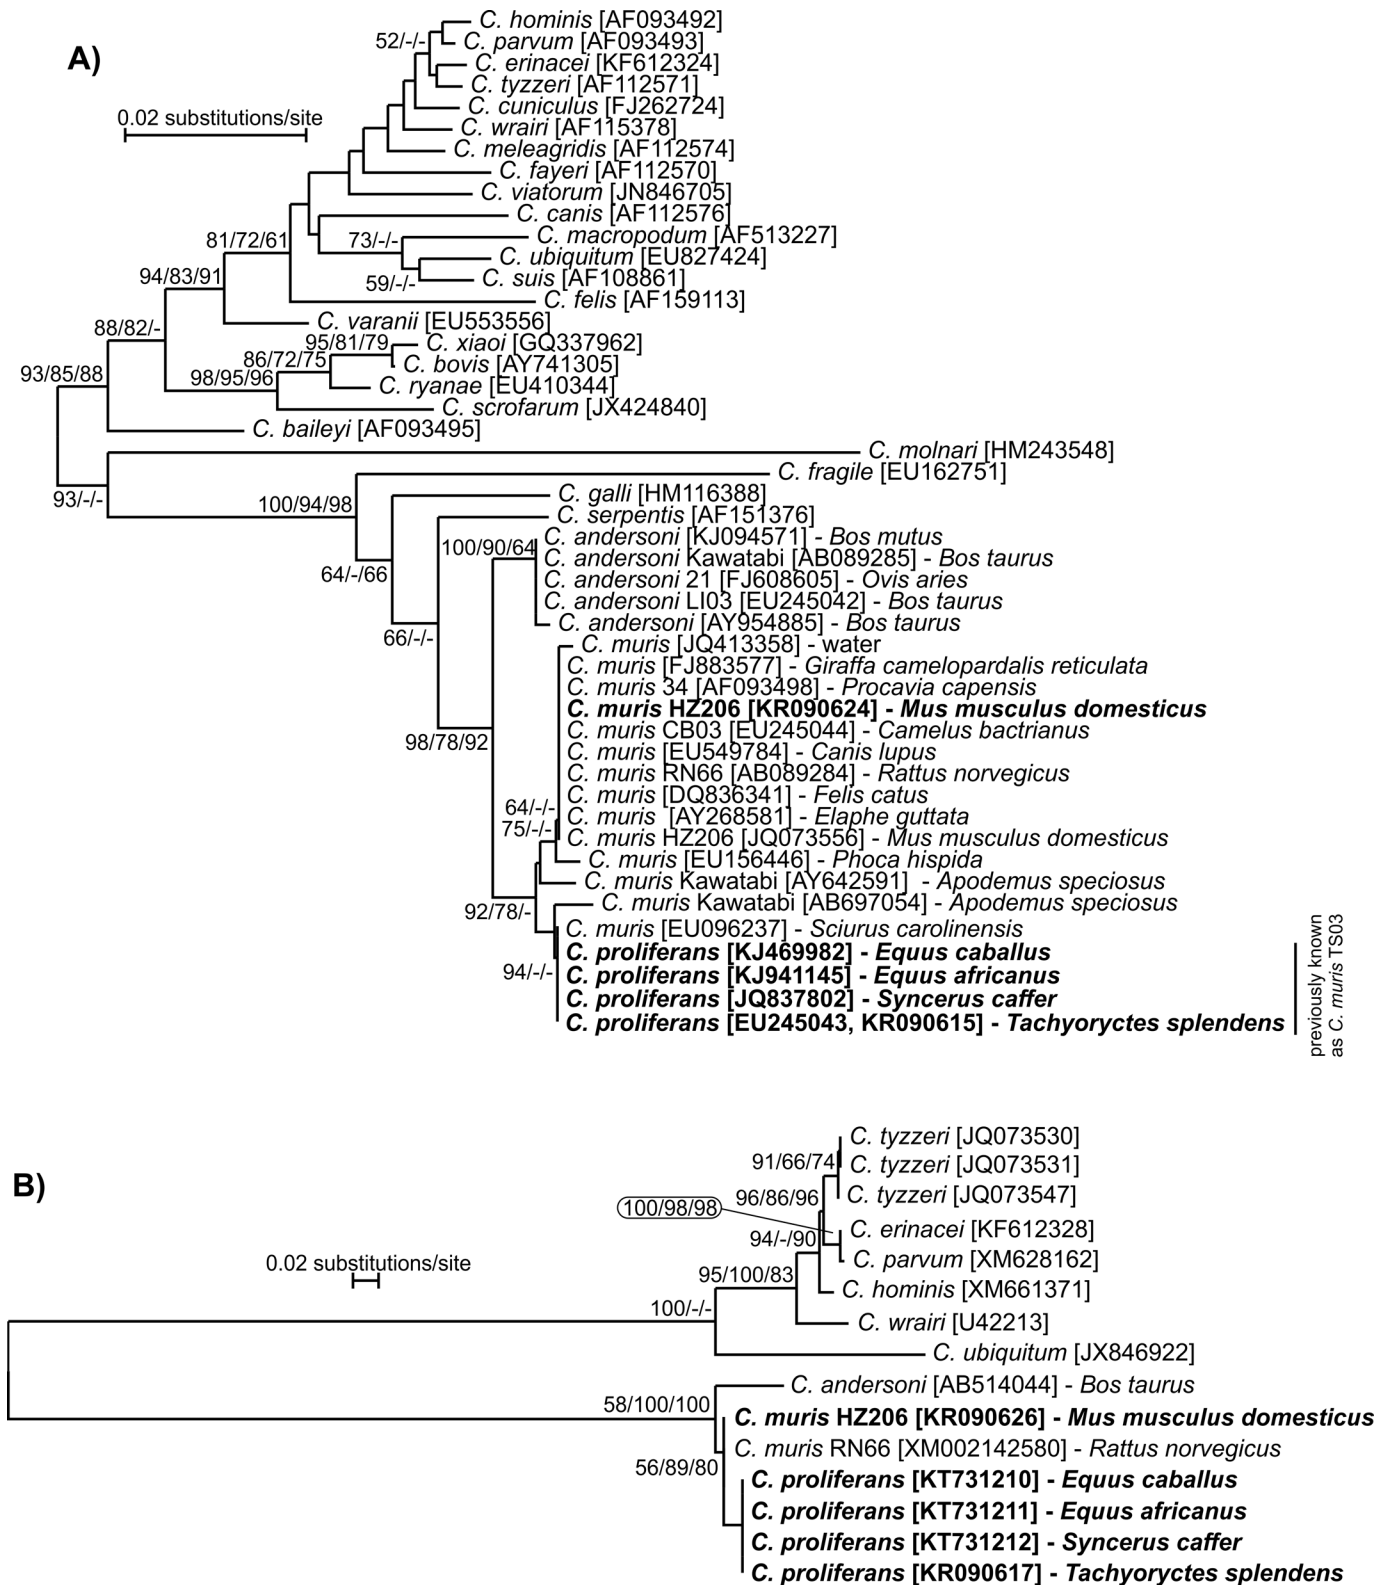 A)
0.02 substitutions/site
C. hominis [AF093492]
52/-/-
C. parvum [AF093493]
C. erinacei [KF612324]
C. tyzzeri [AF112571]
C. cuniculus [FJ262724]
C. wrairi [AF115378]
C. meleagridis [AF112574]
C. fayeri [AF112570]
C. viatorum [JN846705]
C. canis [AF112576]
81/72/61
73/-/-
C. macropodum [AF513227]
C. ubiquitum [EU827424]
94/83/91
59/-/-
C. suis [AF108861]
C. felis [AF159113]
88/82/-
C. varanii [EU553556]
95/81/79
C. xiaoi [GQ337962]
86/72/75
C. bovis [AY741305]
93/85/88
98/95/96
C. ryanae [EU410344]
C. scrofarum [JX424840]
C. baileyi [AF093495]
C. molnari [HM243548]
C. fragile [EU162751]
93/-/-
100/94/98
C. galli [HM116388]
C. serpentis [AF151376]
C. andersoni [KJ094571] - Bos mutus
100/90/64
C. andersoni Kawatabi [AB089285] - Bos taurus
64/-/66
C. andersoni 21 [FJ608605] - Ovis aries
C. andersoni LI03 [EU245042] - Bos taurus
C. andersoni [AY954885] - Bos taurus
66/-/-
C. muris [JQ413358] - water
C. muris [FJ883577] - Giraffa camelopardalis reticulata
C. muris 34 [AF093498] - Procavia capensis
C. muris HZ206 [KR090624] - Mus musculus domesticus
C. muris CB03 [EU245044] - Camelus bactrianus
98/78/92
C. muris [EU549784] - Canis lupus
C. muris RN66 [AB089284] - Rattus norvegicus
C. muris [DQ836341] - Felis catus
64/-/-
C. muris [AY268581] - Elaphe guttata
75/-/-
C. muris HZ206 [JQ073556] - Mus musculus domesticus
C. muris [EU156446] - Phoca hispida
C. muris Kawatabi [AY642591] - Apodemus speciosus
C. muris Kawatabi [AB697054] - Apodemus speciosus
92/78/-
C. muris [EU096237] - Sciurus carolinensis
C. proliferans [KJ469982] - Equus caballus
94/-/-
C. proliferans [KJ941145] - Equus africanus
C. proliferans [JQ837802] - Syncerus caffer
C. proliferans [EU245043, KR090615] - Tachyoryctes splendens
previously known
as C. muris TS03
B)
0.02 substitutions/site
C. tyzzeri [JQ073530]
91/66/74
C. tyzzeri [JQ073531]
96/86/96
C. tyzzeri [JQ073547]
100/98/98
C. erinacei [KF612328]
94/-/90
C. parvum [XM628162]
95/100/83
C. hominis [XM661371]
100/-/-
C. wrairi [U42213]
C. ubiquitum [JX846922]
C. andersoni [AB514044] - Bos taurus
58/100/100
C. muris HZ206 [KR090626] - Mus musculus domesticus
C. muris RN66 [XM002142580] - Rattus norvegicus
56/89/80
C. proliferans [KT731210] - Equus caballus
C. proliferans [KT731211] - Equus africanus
C. proliferans [KT731212] - Syncerus caffer
C. proliferans [KR090617] - Tachyoryctes splendens